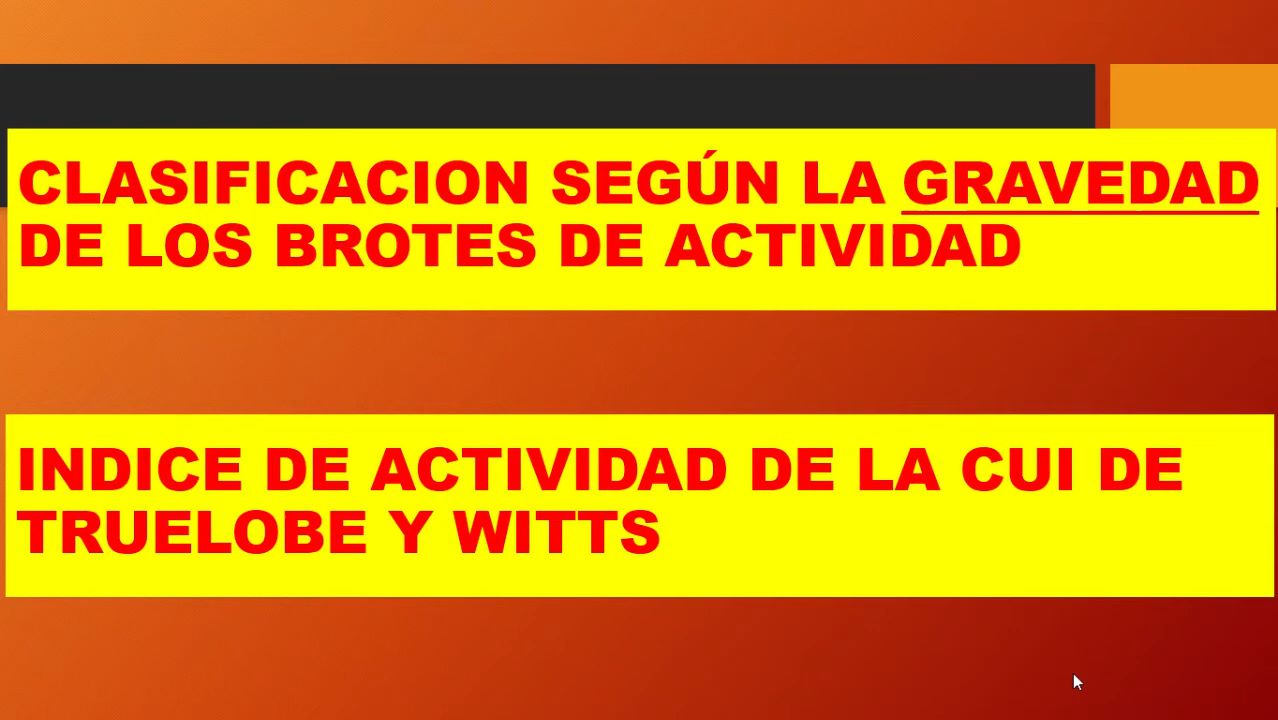 CLASIFICACION SEGÚN LA GRAVEDAD
DE LOS BROTES DE ACTIVIDAD
INDICE DE ACTIVIDAD DE LA CUI DE
TRUELOBE Y WITTS